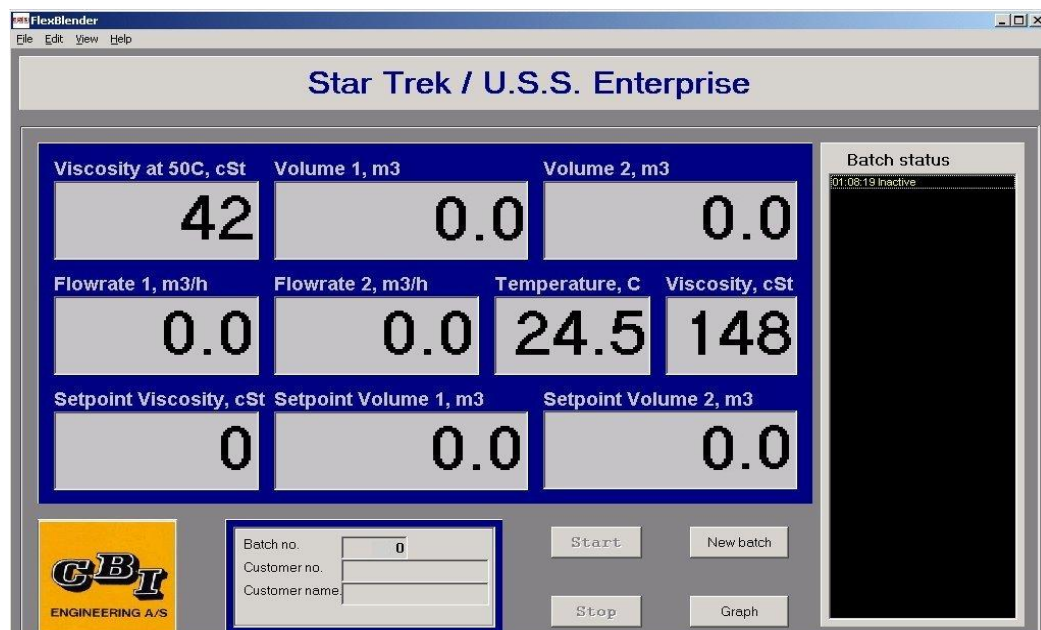 FlexBlender
File Edit View Help
Star Trek / U.S.S. Enterprise
Viscosity at 50C, cSt Volume 1, m3 Volume 2, m3
42 0.0 0.0
Flowrate 1, m3/h Flowrate 2, m3/h Temperature, C Viscosity, cSt
0.0 0.0 24.5 148
Setpoint Viscosity, cSt Setpoint Volume 1, m3 Setpoint Volume 2, m3
0 0.0 0.0
Batch status
01:08:19 Inactive
CBI
ENGINEERING A/S
Batch no. 0
Customer no.
Customer name.
Start New batch
Stop Graph